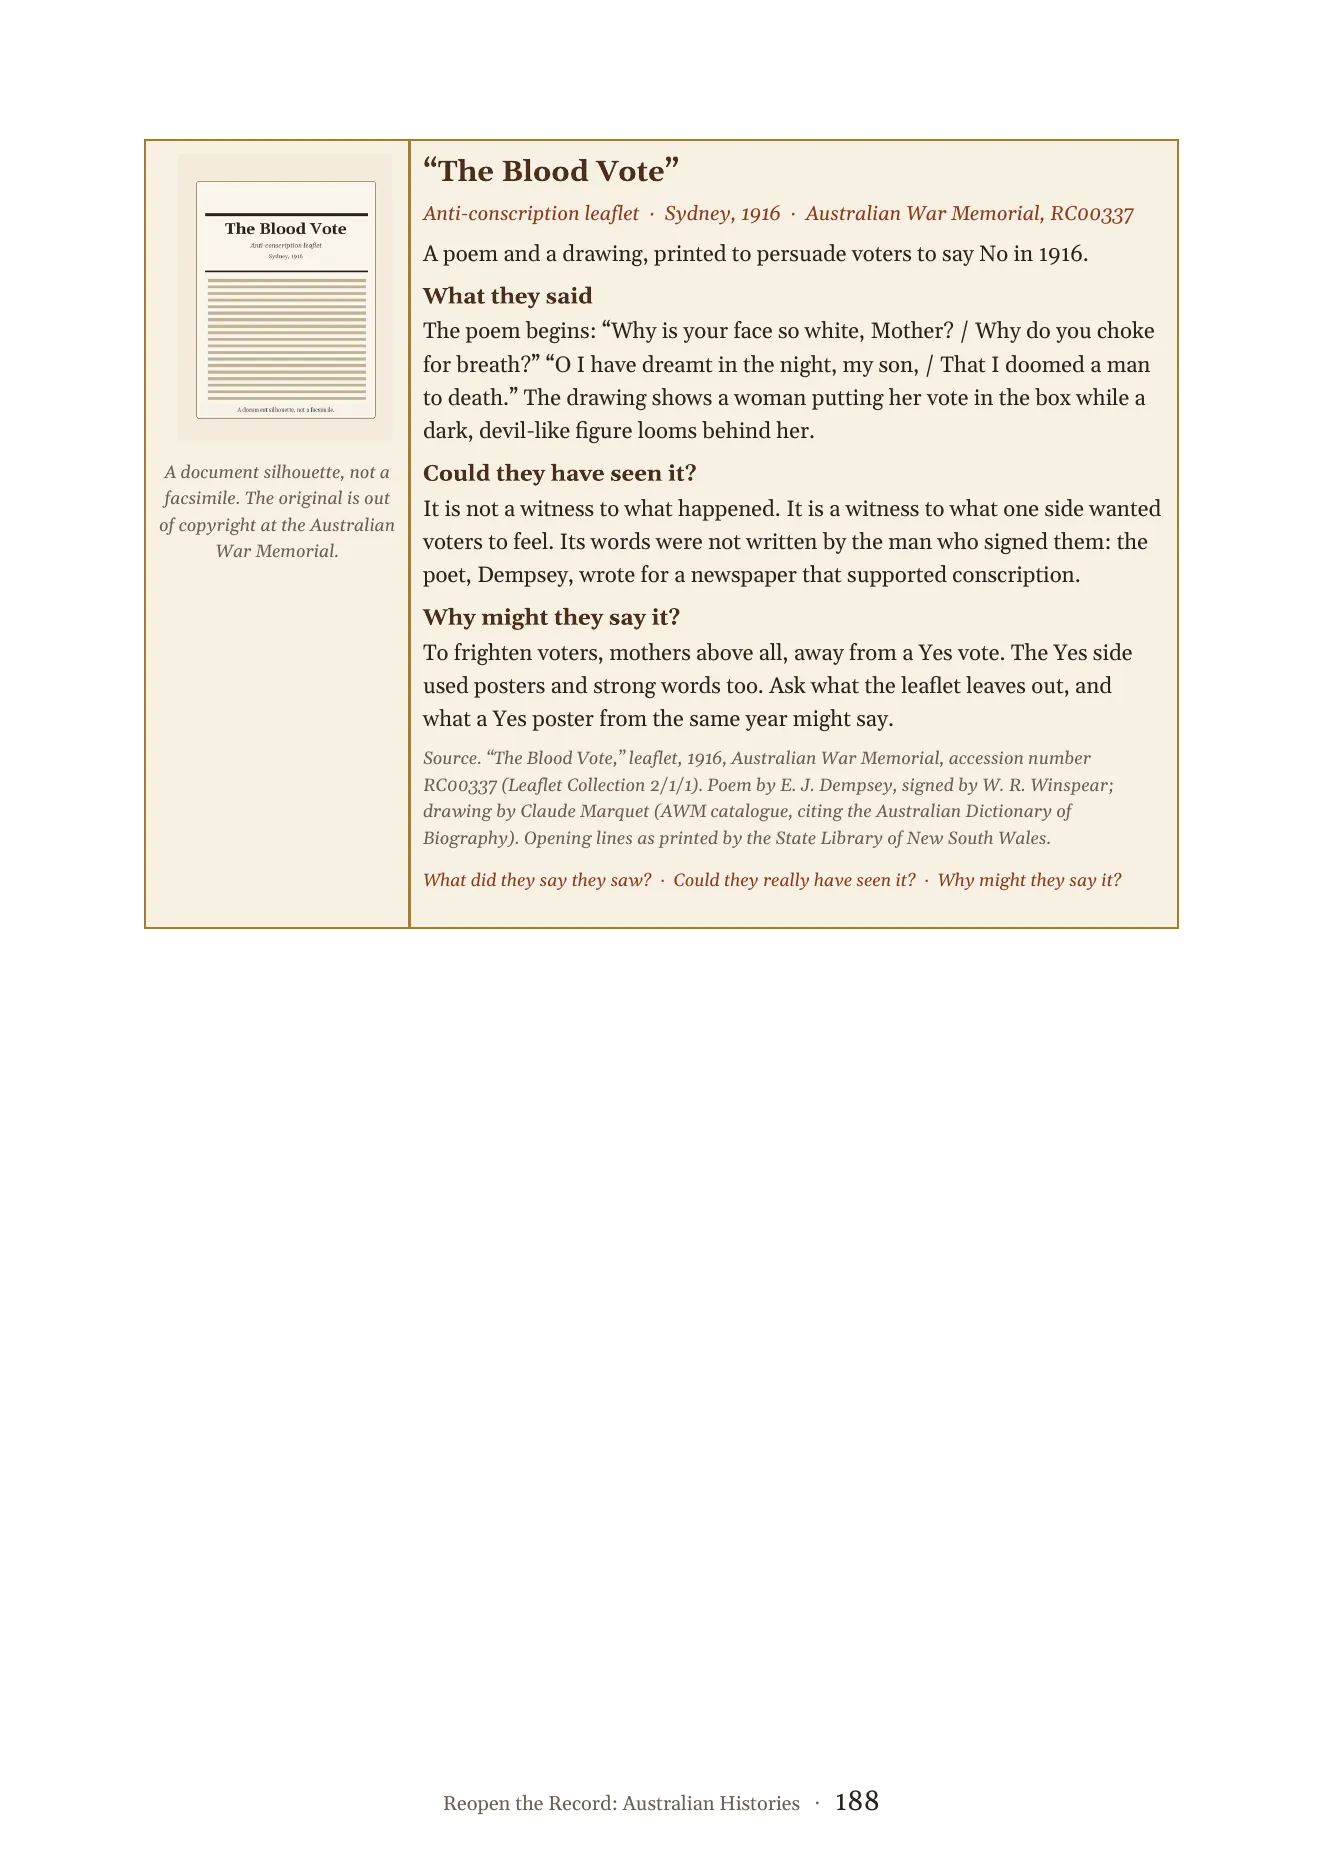 The Blood Vote
Anti-conscription leaflet
Sydney, 1916
A document silhouette, not a facsimile.
A document silhouette, not a
facsimile. The original is out
of copyright at the Australian
War Memorial.
“The Blood Vote”
Anti-conscription leaflet · Sydney, 1916 · Australian War Memorial, RC00337
A poem and a drawing, printed to persuade voters to say No in 1916.
What they said
The poem begins: “Why is your face so white, Mother? / Why do you choke
for breath?” “O I have dreamt in the night, my son, / That I doomed a man
to death.” The drawing shows a woman putting her vote in the box while a
dark, devil-like figure looms behind her.
Could they have seen it?
It is not a witness to what happened. It is a witness to what one side wanted
voters to feel. Its words were not written by the man who signed them: the
poet, Dempsey, wrote for a newspaper that supported conscription.
Why might they say it?
To frighten voters, mothers above all, away from a Yes vote. The Yes side
used posters and strong words too. Ask what the leaflet leaves out, and
what a Yes poster from the same year might say.
Source. “The Blood Vote,” leaflet, 1916, Australian War Memorial, accession number
RC00337 (Leaflet Collection 2/1/1). Poem by E. J. Dempsey, signed by W. R. Winspear;
drawing by Claude Marquet (AWM catalogue, citing the Australian Dictionary of
Biography). Opening lines as printed by the State Library of New South Wales.
What did they say they saw? · Could they really have seen it? · Why might they say it?
Reopen the Record: Australian Histories · 188